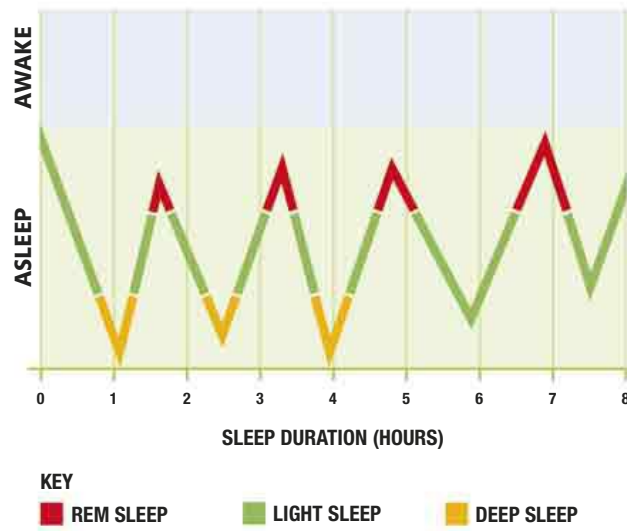 AWAKE
ASLEEP
0 1 2 3 4 5 6 7 8
SLEEP DURATION (HOURS)
KEY
REM SLEEP LIGHT SLEEP DEEP SLEEP